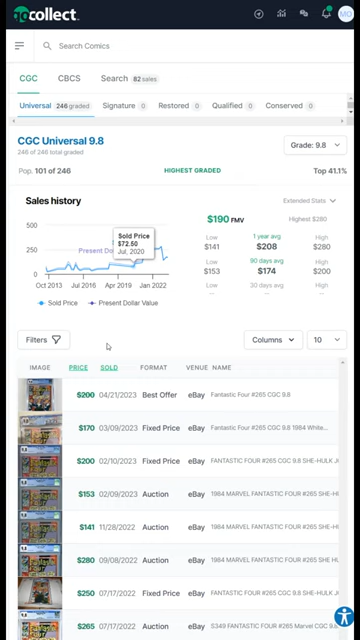 gocollect.
MO
Search Comics
CGC CBCS Search 82 sales
Universal 246 graded Signature 0 Restored 0 Qualified 0 Conserved 0
CGC Universal 9.8
246 of 246 total graded
Grade: 9.8
Pop. 101 of 246 HIGHEST GRADED Top 41.1%
Sales history
Extended Stats
500
250
0
Present Do
Sold Price
$72.50
Jul, 2020
Oct 2013 Jul 2016 Apr 2019 Jan 2022
Sold Price Present Dollar Value
$190 FMV Highest $280
Low 1 year avg High
$141 $208 $280
Low 90 days avg High
$153 $174 $200
Low 30 days avg High
Filters Columns 10
IMAGE PRICE SOLD FORMAT VENUE NAME
$200 04/21/2023 Best Offer eBay Fantastic Four #265 CGC 9.8
$170 03/09/2023 Fixed Price eBay Fantastic Four #265 CGC 9.8 1984 White...
$200 02/10/2023 Fixed Price eBay FANTASTIC FOUR #265 CGC 9.8 SHE-HULK J
$153 02/09/2023 Auction eBay 1984 MARVEL FANTASTIC FOUR #265 SHE-H
$141 11/28/2022 Auction eBay 1984 MARVEL FANTASTIC FOUR #265 SHE-H
$280 09/08/2022 Auction eBay 1984 MARVEL FANTASTIC FOUR #265 SHE-H
$250 07/17/2022 Fixed Price eBay FANTASTIC FOUR #265 CGC 9.8 SHE-HULK J
$265 07/17/2022 Auction eBay S349 FANTASTIC FOUR #265 Marvel CGC 9.